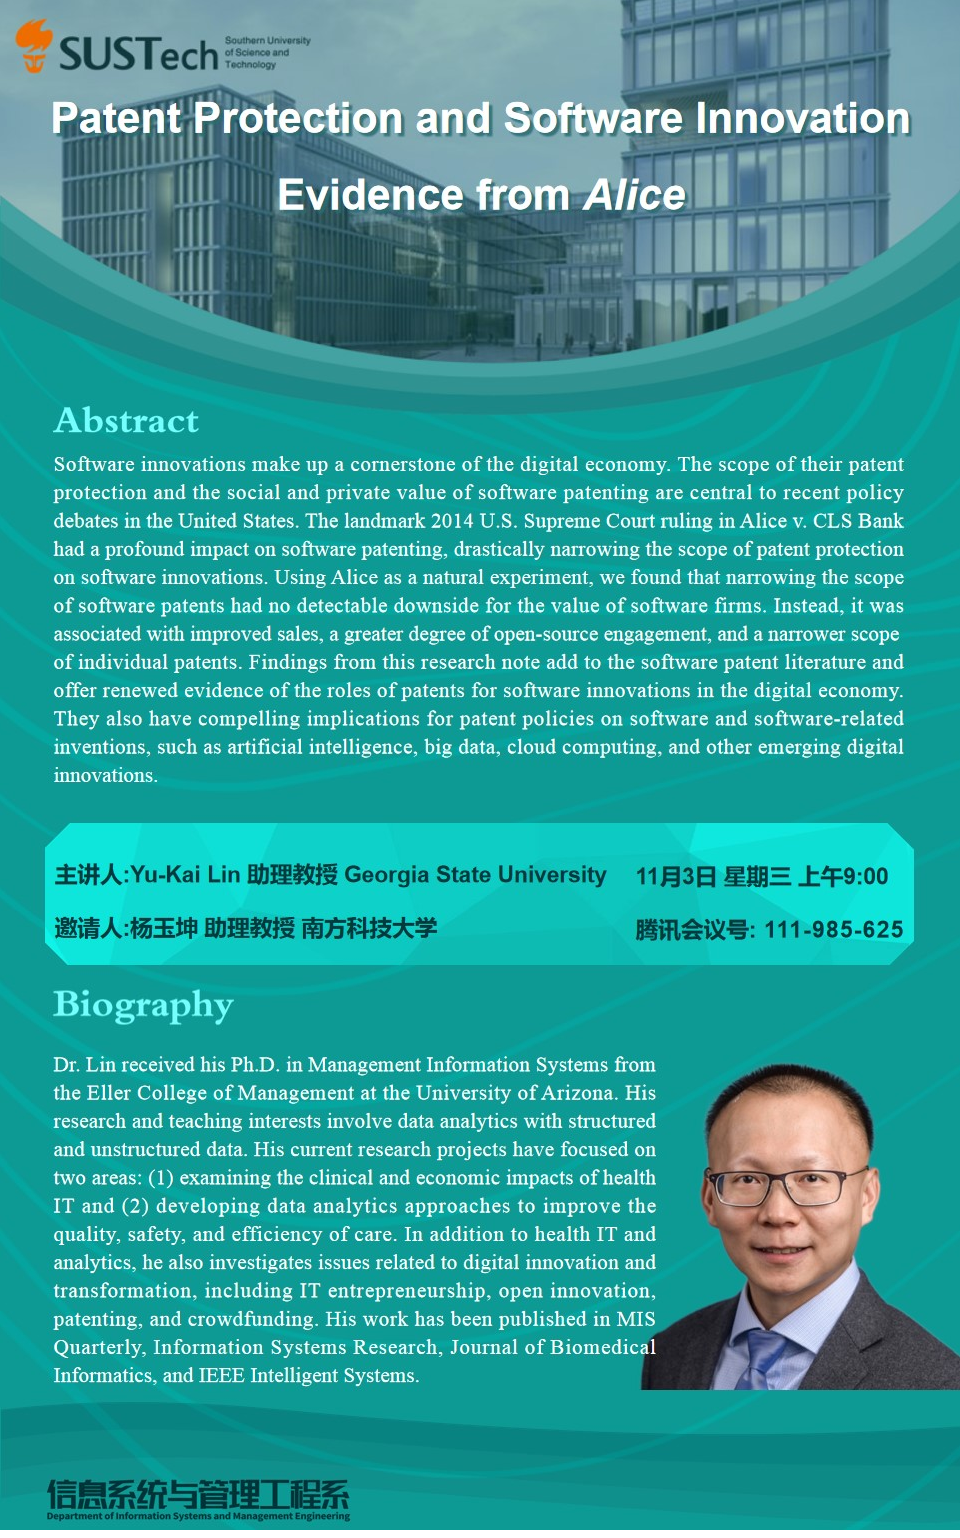 SUSTech
Southern University
of Science and
Technology
Patent Protection and Software Innovation
Evidence from Alice
Abstract
Software innovations make up a cornerstone of the digital economy. The scope of their patent
protection and the social and private value of software patenting are central to recent policy
debates in the United States. The landmark 2014 U.S. Supreme Court ruling in Alice v. CLS Bank
had a profound impact on software patenting, drastically narrowing the scope of patent protection
on software innovations. Using Alice as a natural experiment, we found that narrowing the scope
of software patents had no detectable downside for the value of software firms. Instead, it was
associated with improved sales, a greater degree of open-source engagement, and a narrower scope
of individual patents. Findings from this research note add to the software patent literature and
offer renewed evidence of the roles of patents for software innovations in the digital economy.
They also have compelling implications for patent policies on software and software-related
inventions, such as artificial intelligence, big data, cloud computing, and other emerging digital
innovations.
主讲人:Yu-Kai Lin 助理教授 Georgia State University
11月3日 星期三 上午9:00
邀请人:杨玉坤 助理教授 南方科技大学
腾讯会议号: 111-985-625
Biography
Dr. Lin received his Ph.D. in Management Information Systems from
the Eller College of Management at the University of Arizona. His
research and teaching interests involve data analytics with structured
and unstructured data. His current research projects have focused on
two areas: (1) examining the clinical and economic impacts of health
IT and (2) developing data analytics approaches to improve the
quality, safety, and efficiency of care. In addition to health IT and
analytics, he also investigates issues related to digital innovation and
transformation, including IT entrepreneurship, open innovation,
patenting, and crowdfunding. His work has been published in MIS
Quarterly, Information Systems Research, Journal of Biomedical
Informatics, and IEEE Intelligent Systems.
信息系统与管理工程系
Department of Information Systems and Management Engineering